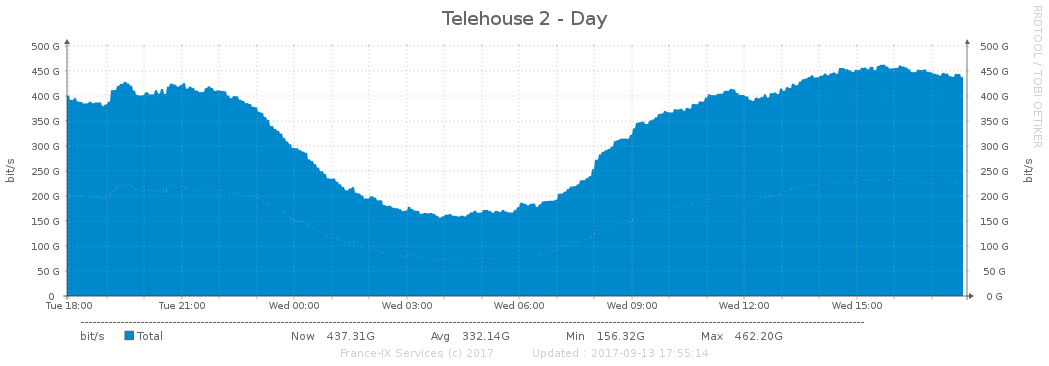 Telehouse 2 - Day
RRDTOOL / TOBI OETIKER
bit/s
500 G 500 G
450 G 450 G
400 G 400 G
350 G 350 G
300 G 300 G
250 G 250 G
200 G 200 G
150 G 150 G
100 G 100 G
50 G 50 G
0 0 G
bit/s
Tue 18:00 Tue 21:00 Wed 00:00 Wed 03:00 Wed 06:00 Wed 09:00 Wed 12:00 Wed 15:00
bit/s Total Now 437.31G Avg 332.14G Min 156.32G Max 462.20G
France-IX Services (c) 2017 Updated : 2017-09-13 17:55:14